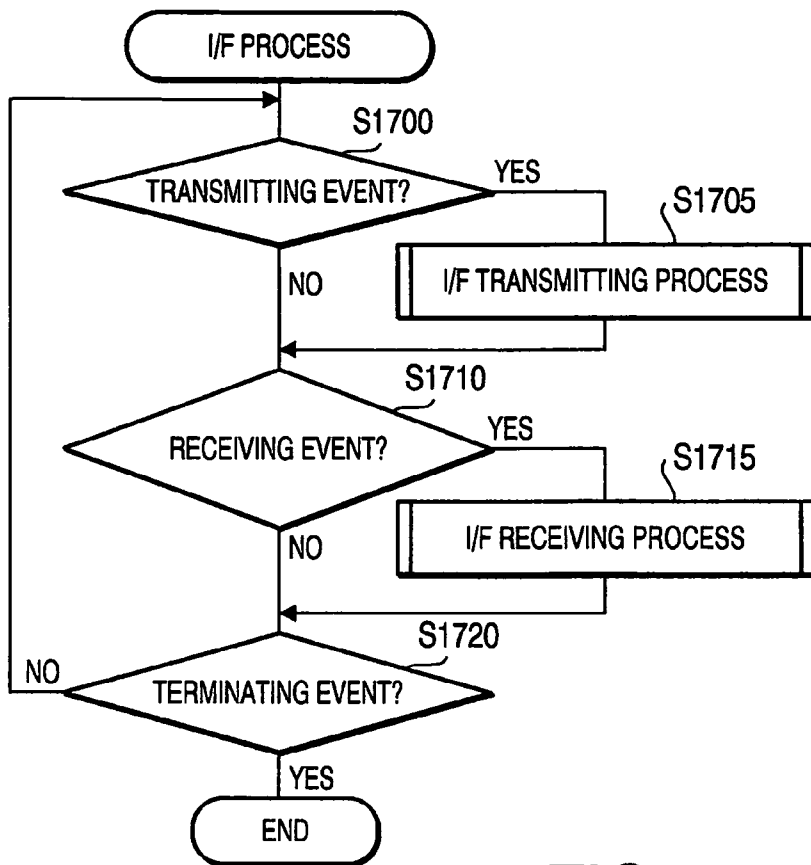 I/F PROCESS
S1700
TRANSMITTING EVENT?
YES
S1705
I/F TRANSMITTING PROCESS
NO
S1710
RECEIVING EVENT?
YES
S1715
I/F RECEIVING PROCESS
NO
S1720
NO
TERMINATING EVENT?
YES
END